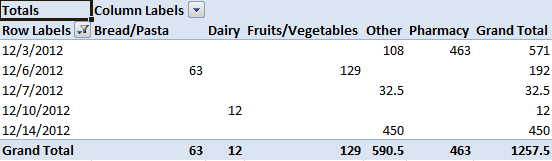 Totals Column Labels
Row Labels Bread/Pasta Dairy Fruits/Vegetables Other Pharmacy Grand Total
12/3/2012 108 463 571
12/6/2012 63 129 192
12/7/2012 32.5 32.5
12/10/2012 12 12
12/14/2012 450 450
Grand Total 63 12 129 590.5 463 1257.5